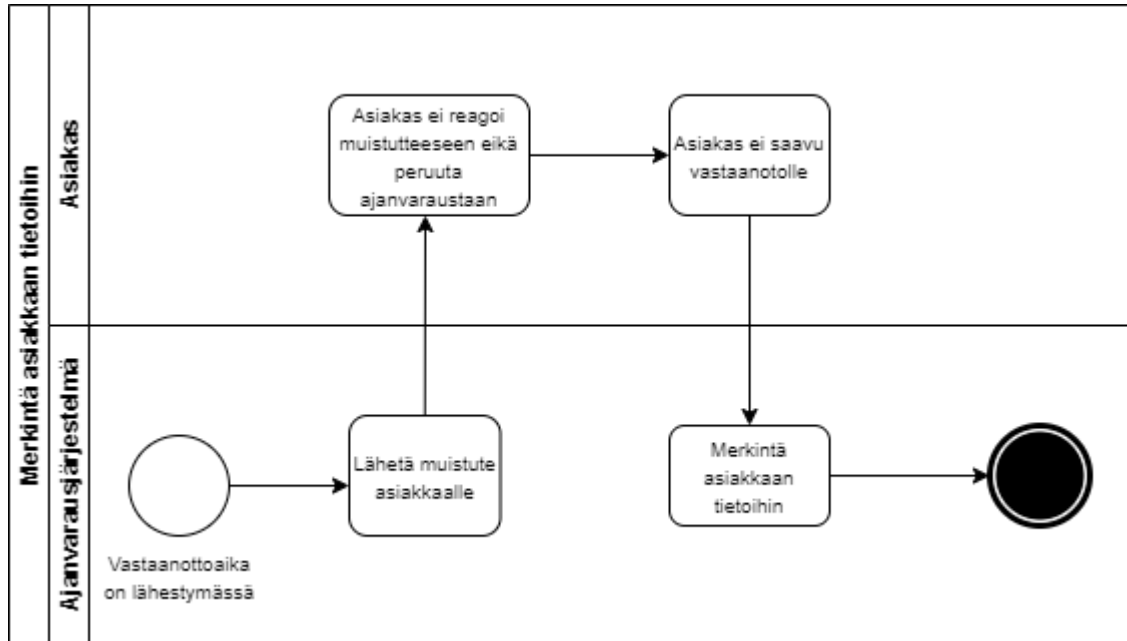 Merkintä asiakkaan tietoihin
Asiakas
Asiakas ei reagoi
muistutteeseen eikä
peruuta
ajanvaraustaan
Asiakas ei saavu
vastaanotolle
Ajanvarausjärjestelmä
Vastaanottoaika
on lähestymässä
Lähetä muistute
asiakkaalle
Merkintä
asiakkaan
tietoihin